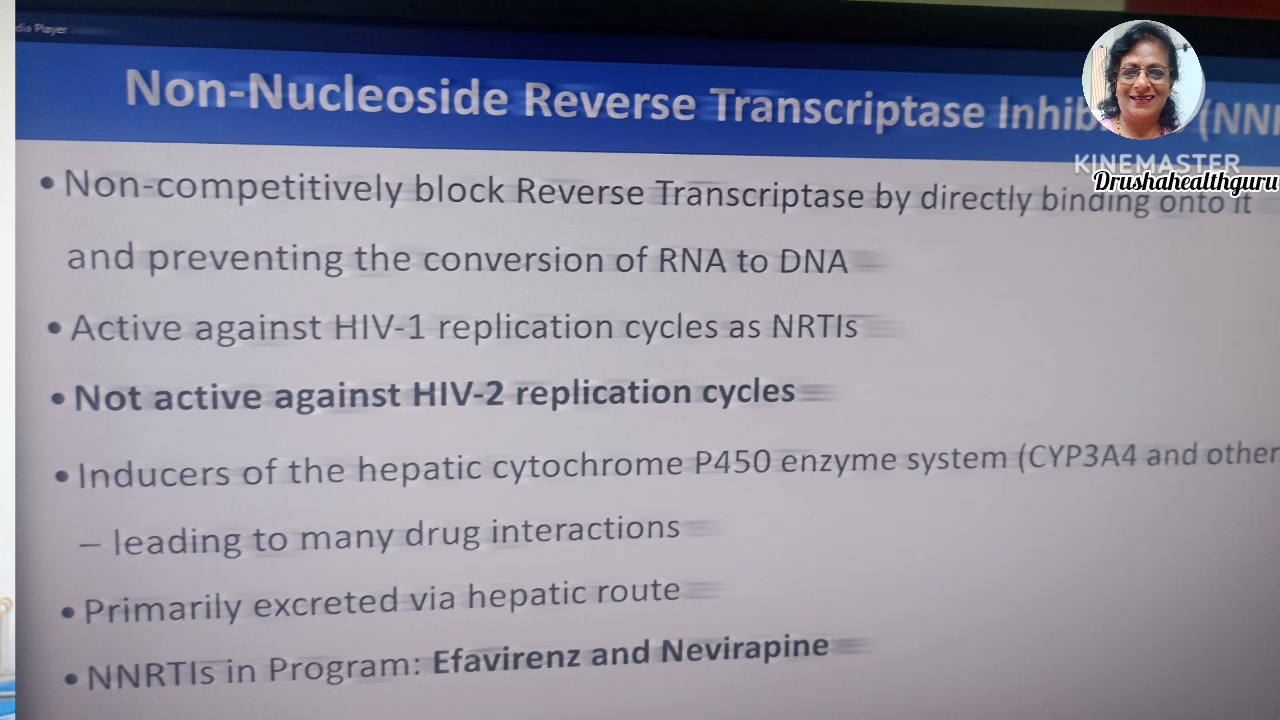 dia Player
Non-Nucleoside Reverse Transcriptase Inhib (NNI
KINEMASTER
Drushahealthguru
• Non-competitively block Reverse Transcriptase by directly binding onto it
and preventing the conversion of RNA to DNA
• Active against HIV-1 replication cycles as NRTIs
• Not active against HIV-2 replication cycles
• Inducers of the hepatic cytochrome P450 enzyme system (CYP3A4 and other
– leading to many drug interactions
• Primarily excreted via hepatic route
• NNRTIs in Program: Efavirenz and Nevirapine